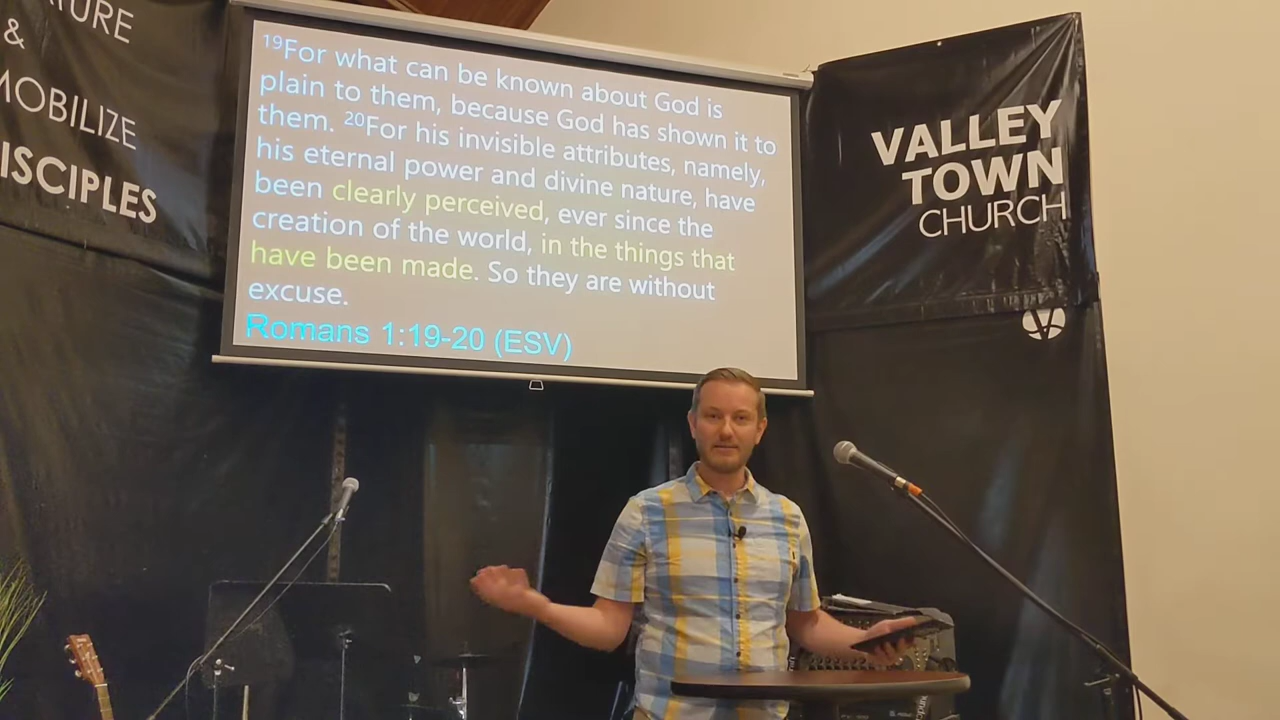 TURE
&
MOBILIZE
DISCIPLES
19For what can be known about God is
plain to them, because God has shown it to
them. 20For his invisible attributes, namely,
his eternal power and divine nature, have
been clearly perceived, ever since the
creation of the world, in the things that
have been made. So they are without
excuse.
Romans 1:19-20 (ESV)
VALLEY
TOWN
CHURCH